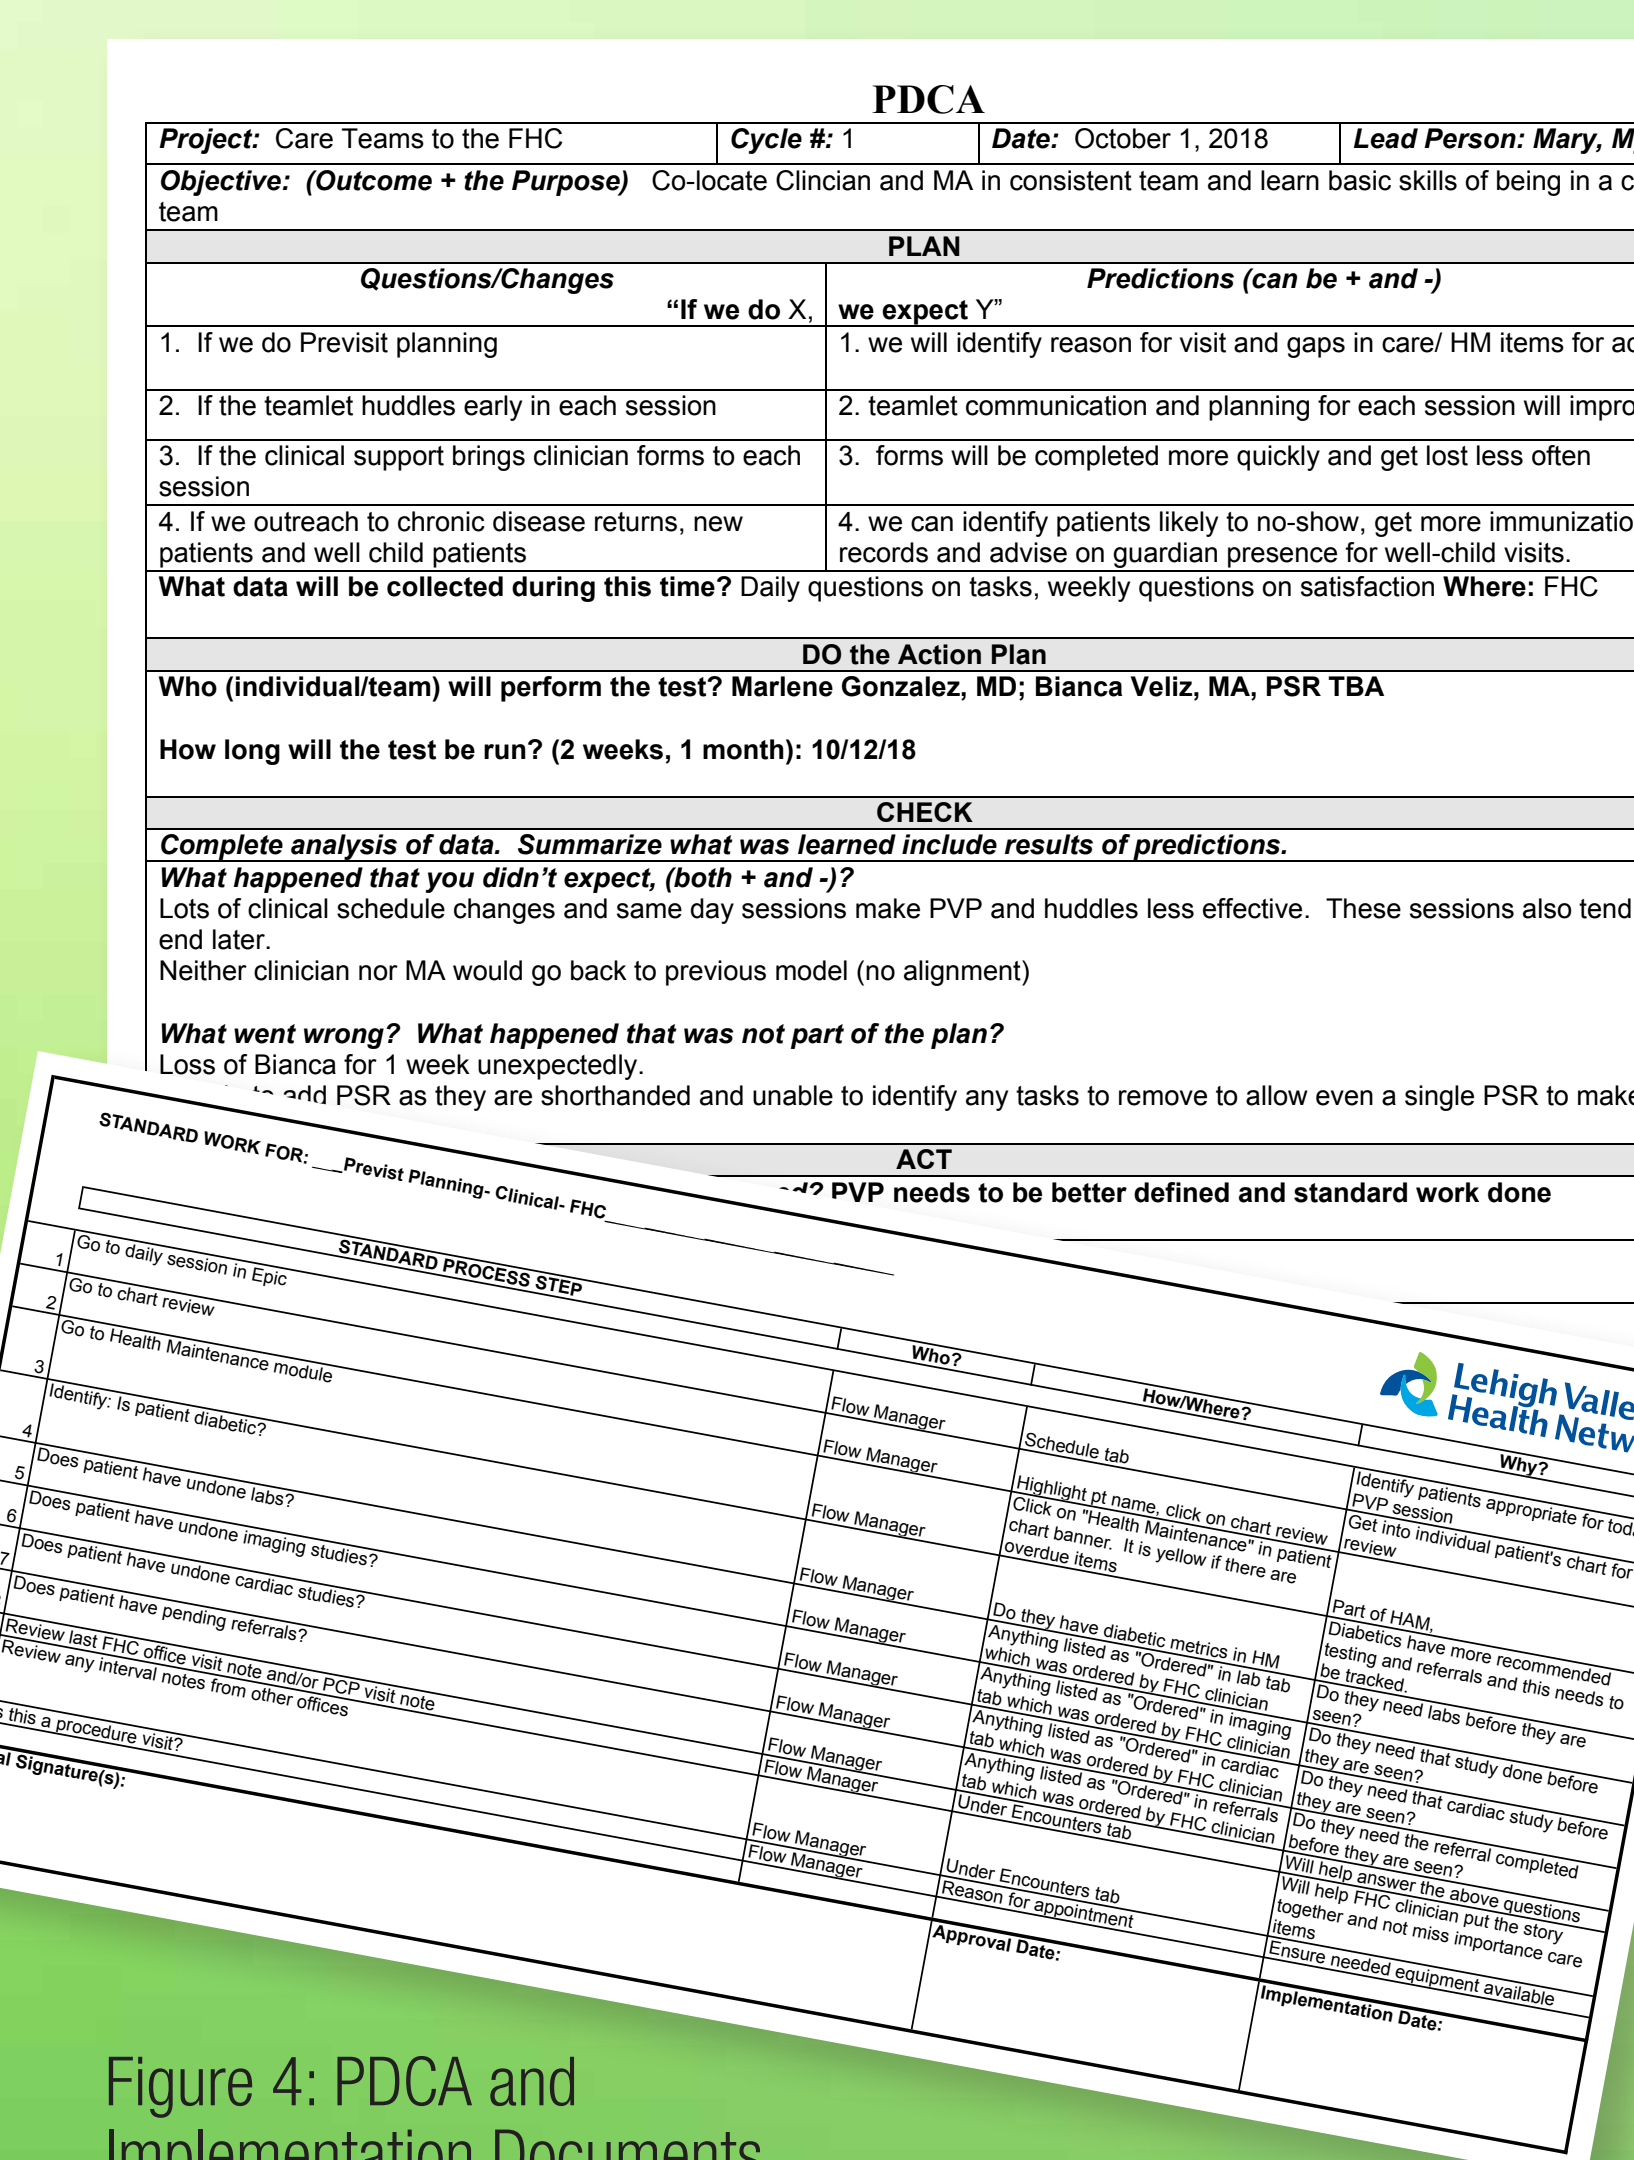 PDCA
Project: Care Teams to the FHC Cycle #: 1 Date: October 1, 2018 Lead Person: Mary,
Objective: (Outcome + the Purpose) Co-locate Clincian and MA in consistent team and learn basic skills of being in a
team
PLAN
Questions/Changes Predictions (can be + and -)
“If we do X, we expect Y”
1. If we do Previsit planning 1. we will identify reason for visit and gaps in care/ HM items for
2. If the teamlet huddles early in each session 2. teamlet communication and planning for each session will
3. If the clinical support brings clinician forms to each 3. forms will be completed more quickly and get lost less often
session
4. If we outreach to chronic disease returns, new 4. we can identify patients likely to no-show, get more
patients and well child patients records and advise on guardian presence for well-child visits.
What data will be collected during this time? Daily questions on tasks, weekly questions on satisfaction Where: FHC
DO the Action Plan
Who (individual/team) will perform the test? Marlene Gonzalez, MD; Bianca Veliz, MA, PSR TBA
How long will the test be run? (2 weeks, 1 month): 10/12/18
CHECK
Complete analysis of data. Summarize what was learned include results of predictions.
What happened that you didn’t expect, (both + and -)?
Lots of clinical schedule changes and same day sessions make PVP and huddles less effective. These sessions also tend
end later.
Neither clinician nor MA would go back to previous model (no alignment)
What went wrong? What happened that was not part of the plan?
Loss of Bianca for 1 week unexpectedly.
to add PSR as they are shorthanded and unable to identify any tasks to remove to allow even a single PSR to make
ACT
PVP needs to be better defined and standard work done
STANDARD WORK FOR: ___Previst Planning- Clinical- FHC
Lehigh
Health
STANDARD PROCESS STEP Who? How/Where? Why?
1 Go to daily session in Epic Flow Manager Schedule tab Identify patients appropriate for
PVP session
2 Go to chart review Flow Manager Highlight pt name, click on chart review Get into individual patient's chart for
review
3 Go to Health Maintenance module Flow Manager Click on "Health Maintenance" in patient
chart banner. It is yellow if there are
overdue items Part of HAM,
4 Identify: Is patient diabetic? Flow Manager Do they have diabetic metrics in HM Diabetics have more recommended
testing and referrals and this needs to
be tracked.
5 Does patient have undone labs? Flow Manager Anything listed as "Ordered" in lab tab
which was ordered by FHC clinician Do they need labs before they are
seen?
6 Does patient have undone imaging studies? Flow Manager Anything listed as "Ordered" in imaging
tab which was ordered by FHC clinician Do they need that study done before
they are seen?
7 Does patient have undone cardiac studies? Flow Manager Anything listed as "Ordered" in cardiac
tab which was ordered by FHC clinician Do they need that cardiac study before
they are seen?
Does patient have pending referrals? Flow Manager Anything listed as "Ordered" in referrals
tab which was ordered by FHC clinician Do they need the referral completed
before they are seen?
Review last FHC office visit note and/or PCP visit note Flow Manager Under Encounters tab Will help answer the above questions
Review any interval notes from other offices Flow Manager Under Encounters tab Will help FHC clinician put the story
together and not miss importance care
items
this a procedure visit? Flow Manager Reason for appointment Ensure needed equipment available
Signature(s): Approval Date: Implementation Date:
Figure 4: PDCA and
Implementation Documents